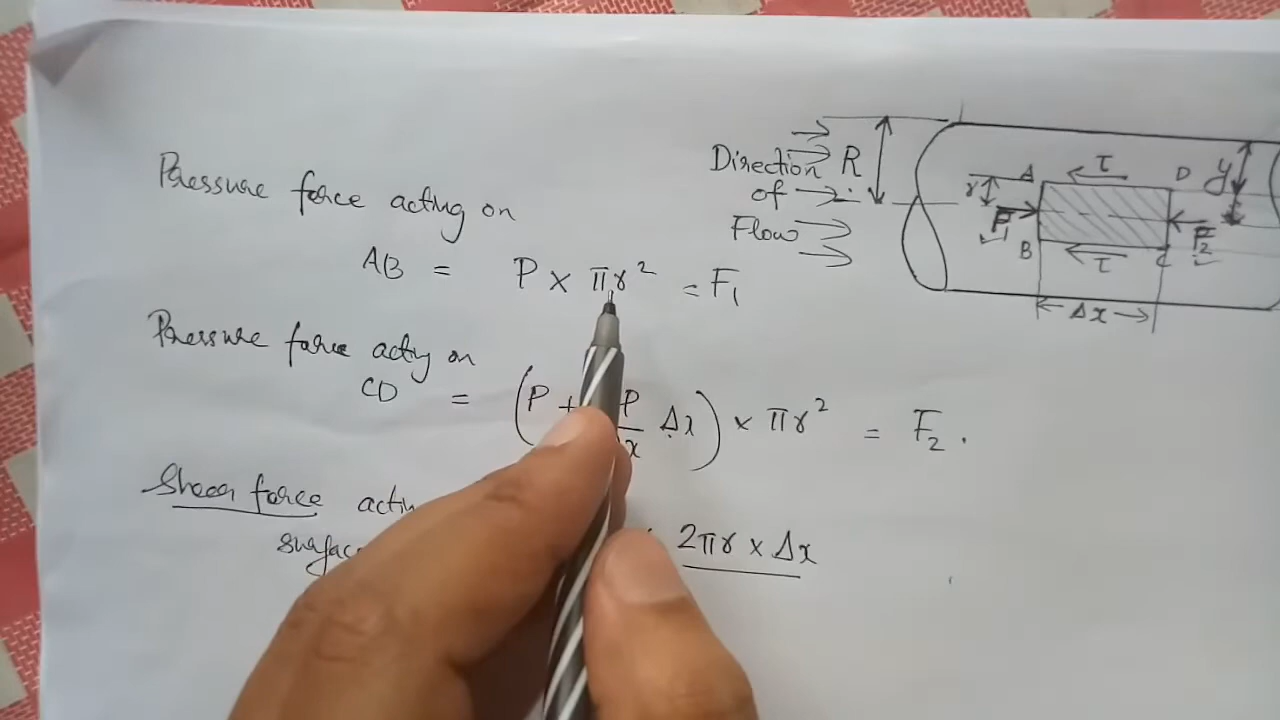 Pressure force acting on
AB = P × πr² = F₁
Pressure force actig on
CD = (P + P/x Δx) × πr² = F₂.
Shear force
2πr × Δx
Direction
of
Flow
R
r
F₁
A
B
τ
τ
D
C
F₂
y
Δx